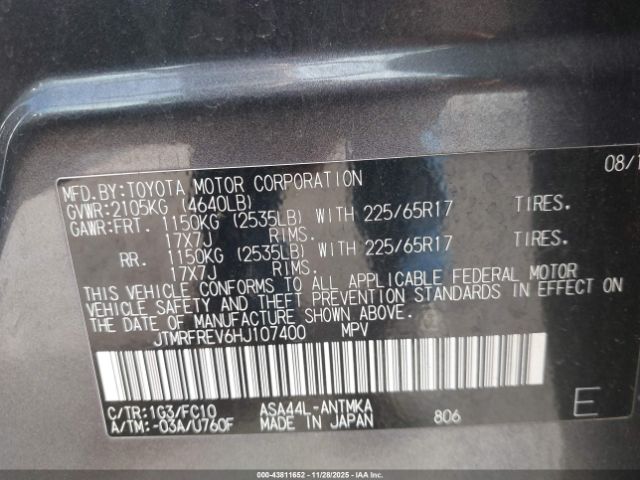 08/1
MFD.BY:TOYOTA MOTOR CORPORATION
GVWR:2105KG (4640LB)
GAWR:FRT. 1150KG (2535LB) WITH 225/65R17 TIRES.
17X7J RIMS.
RR. 1150KG (2535LB) WITH 225/65R17 TIRES.
17X7J RIMS.
THIS VEHICLE CONFORMS TO ALL APPLICABLE FEDERAL MOTOR
VEHICLE SAFETY AND THEFT PREVENTION STANDARDS IN EFFECT ON
THE DATE OF MANUFACTURE SHOWN ABOVE.
JTMRFREV6HJ107400 MPV
C/TR:1G3/FC10 ASA44L-ANTMKA
A/TM:-03A/U760F MADE IN JAPAN 806 E
000-43811652 | 11/28/2025 | IAAI.COM